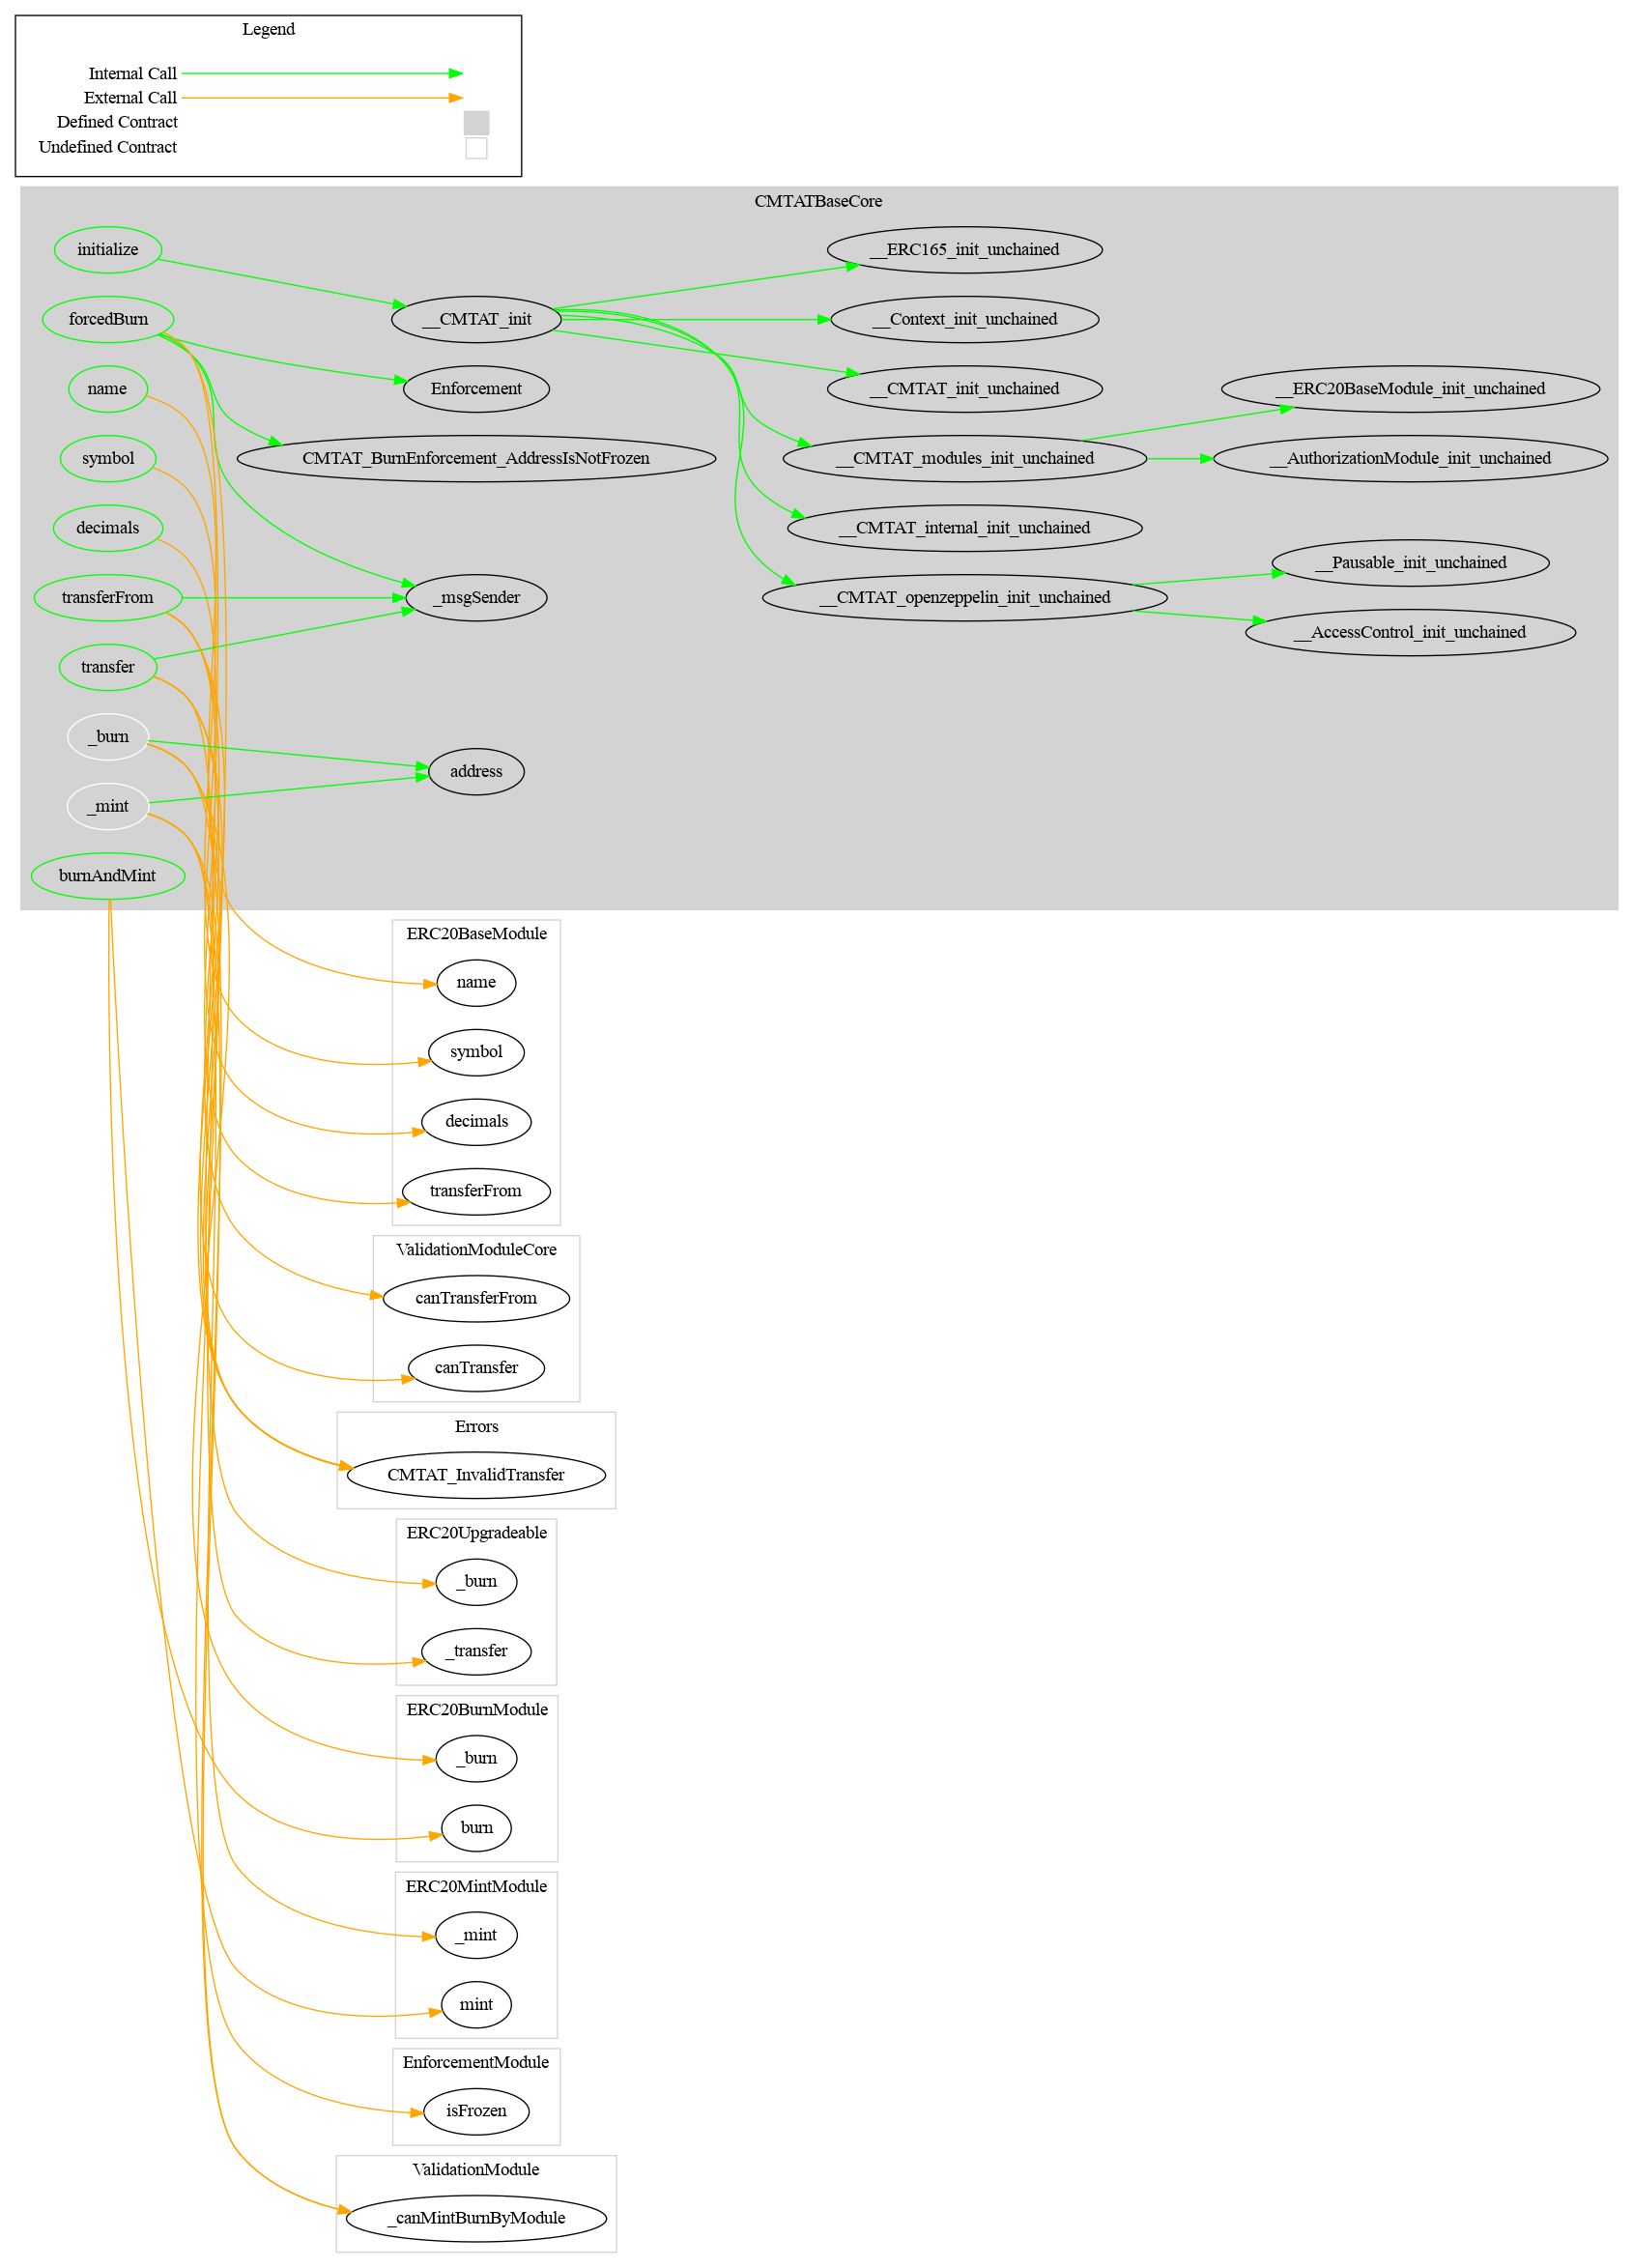 Legend
Internal Call
External Call
Defined Contract
Undefined Contract
CMTATBaseCore
initialize
forcedBurn
name
symbol
decimals
transferFrom
transfer
_burn
_mint
burnAndMint
__CMTAT_init
Enforcement
CMTAT_BurnEnforcement_AddressIsNotFrozen
_msgSender
address
__ERC165_init_unchained
__Context_init_unchained
__CMTAT_init_unchained
__CMTAT_modules_init_unchained
__CMTAT_internal_init_unchained
__CMTAT_openzeppelin_init_unchained
__ERC20BaseModule_init_unchained
__AuthorizationModule_init_unchained
__Pausable_init_unchained
__AccessControl_init_unchained
ERC20BaseModule
name
symbol
decimals
transferFrom
ValidationModuleCore
canTransferFrom
canTransfer
Errors
CMTAT_InvalidTransfer
ERC20Upgradeable
_burn
_transfer
ERC20BurnModule
_burn
burn
ERC20MintModule
_mint
mint
EnforcementModule
isFrozen
ValidationModule
_canMintBurnByModule